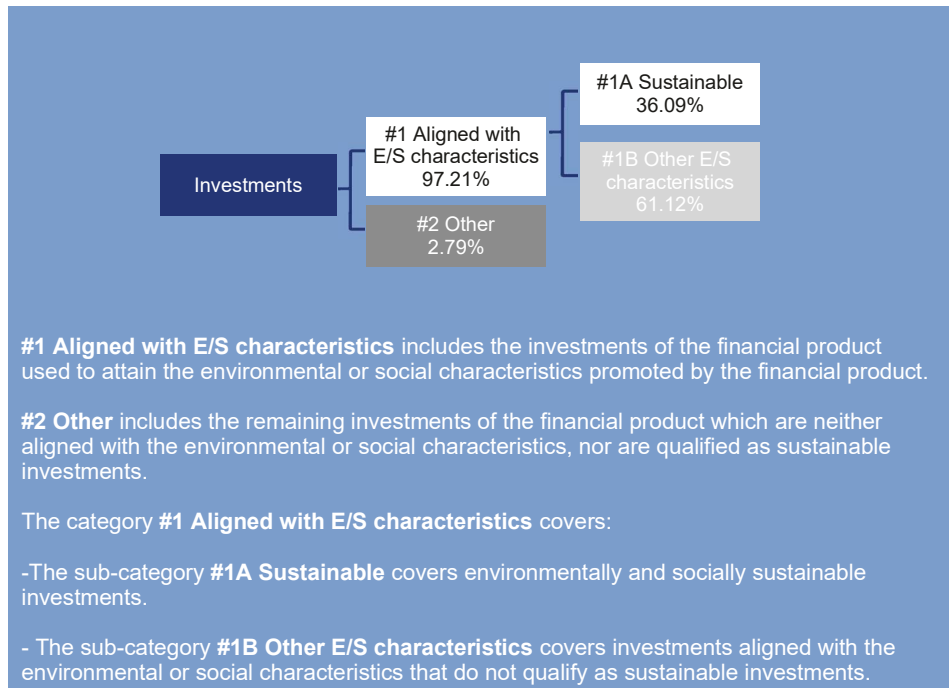 Investments
#1 Aligned with
E/S characteristics
97.21%
#2 Other
2.79%
#1A Sustainable
36.09%
#1B Other E/S
characteristics
61.12%
#1 Aligned with E/S characteristics includes the investments of the financial product
used to attain the environmental or social characteristics promoted by the financial product.
#2 Other includes the remaining investments of the financial product which are neither
aligned with the environmental or social characteristics, nor are qualified as sustainable
investments.
The category #1 Aligned with E/S characteristics covers:
-The sub-category #1A Sustainable covers environmentally and socially sustainable
investments.
- The sub-category #1B Other E/S characteristics covers investments aligned with the
environmental or social characteristics that do not qualify as sustainable investments.